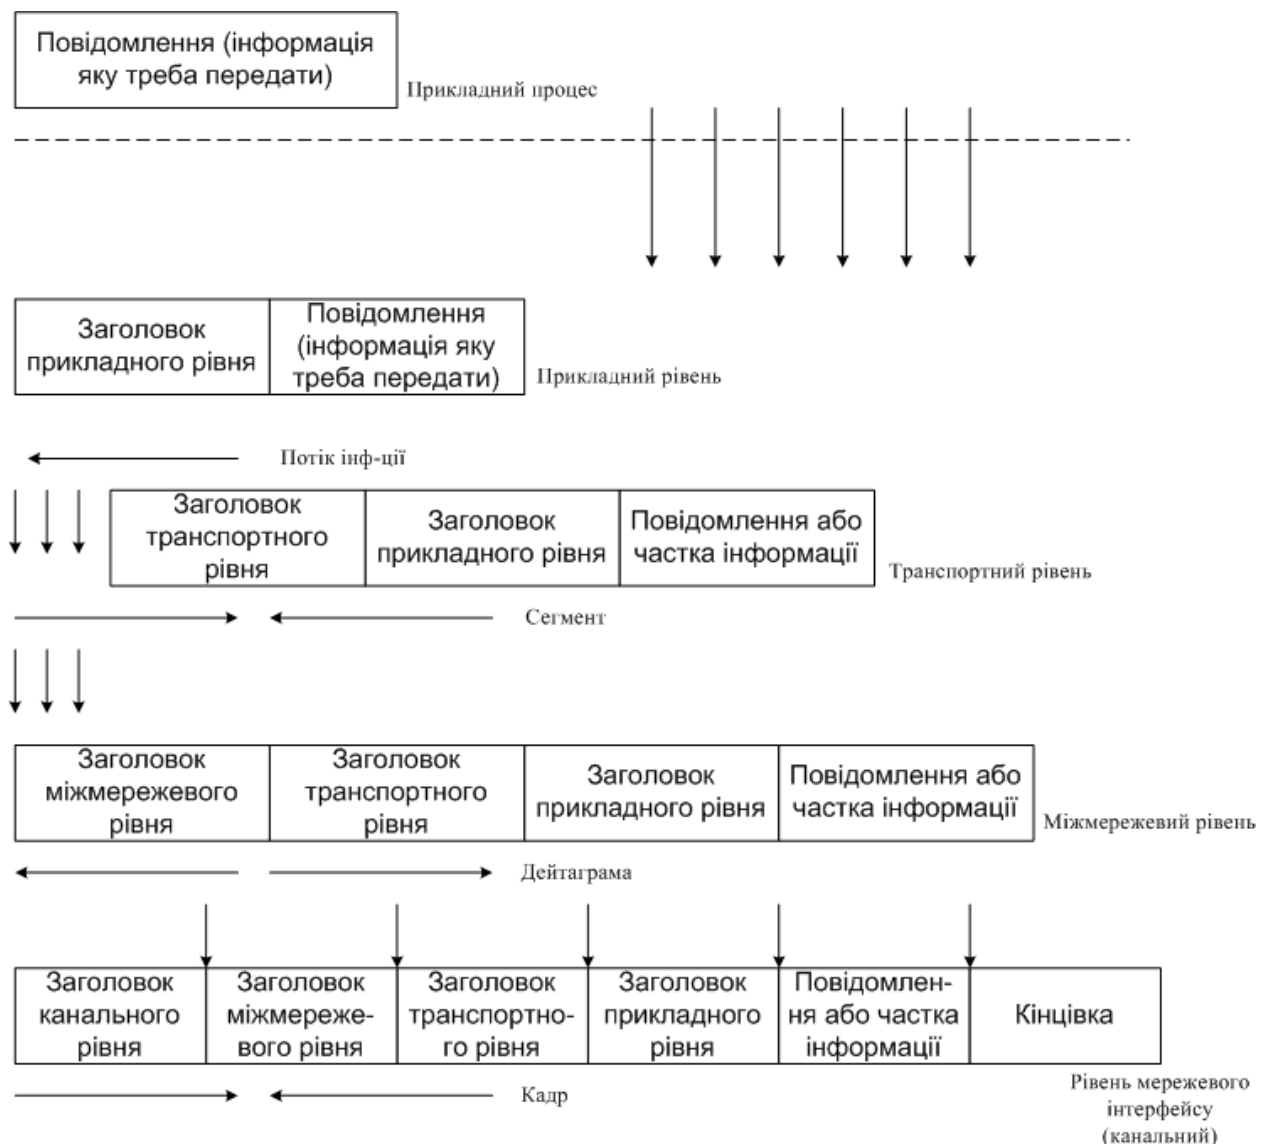 Повідомлення (інформація
яку треба передати)
Прикладний процес
Заголовок
прикладного рівня
Повідомлення
(інформація яку
треба передати)
Прикладний рівень
Потік інф-ції
Заголовок
транспортного
рівня
Заголовок
прикладного рівня
Повідомлення або
частка інформації
Транспортний рівень
Сегмент
Заголовок
міжмережевого
рівня
Заголовок
транспортного
рівня
Заголовок
прикладного рівня
Повідомлення або
частка інформації
Міжмережевий рівень
Дейтаграма
Заголовок
канального
рівня
Заголовок
міжмереже-
вого рівня
Заголовок
транспортно-
го рівня
Заголовок
прикладного
рівня
Повідомлен-
ня або частка
інформації
Кінцівка
Кадр
Рівень мережевого
інтерфейсу
(канальний)